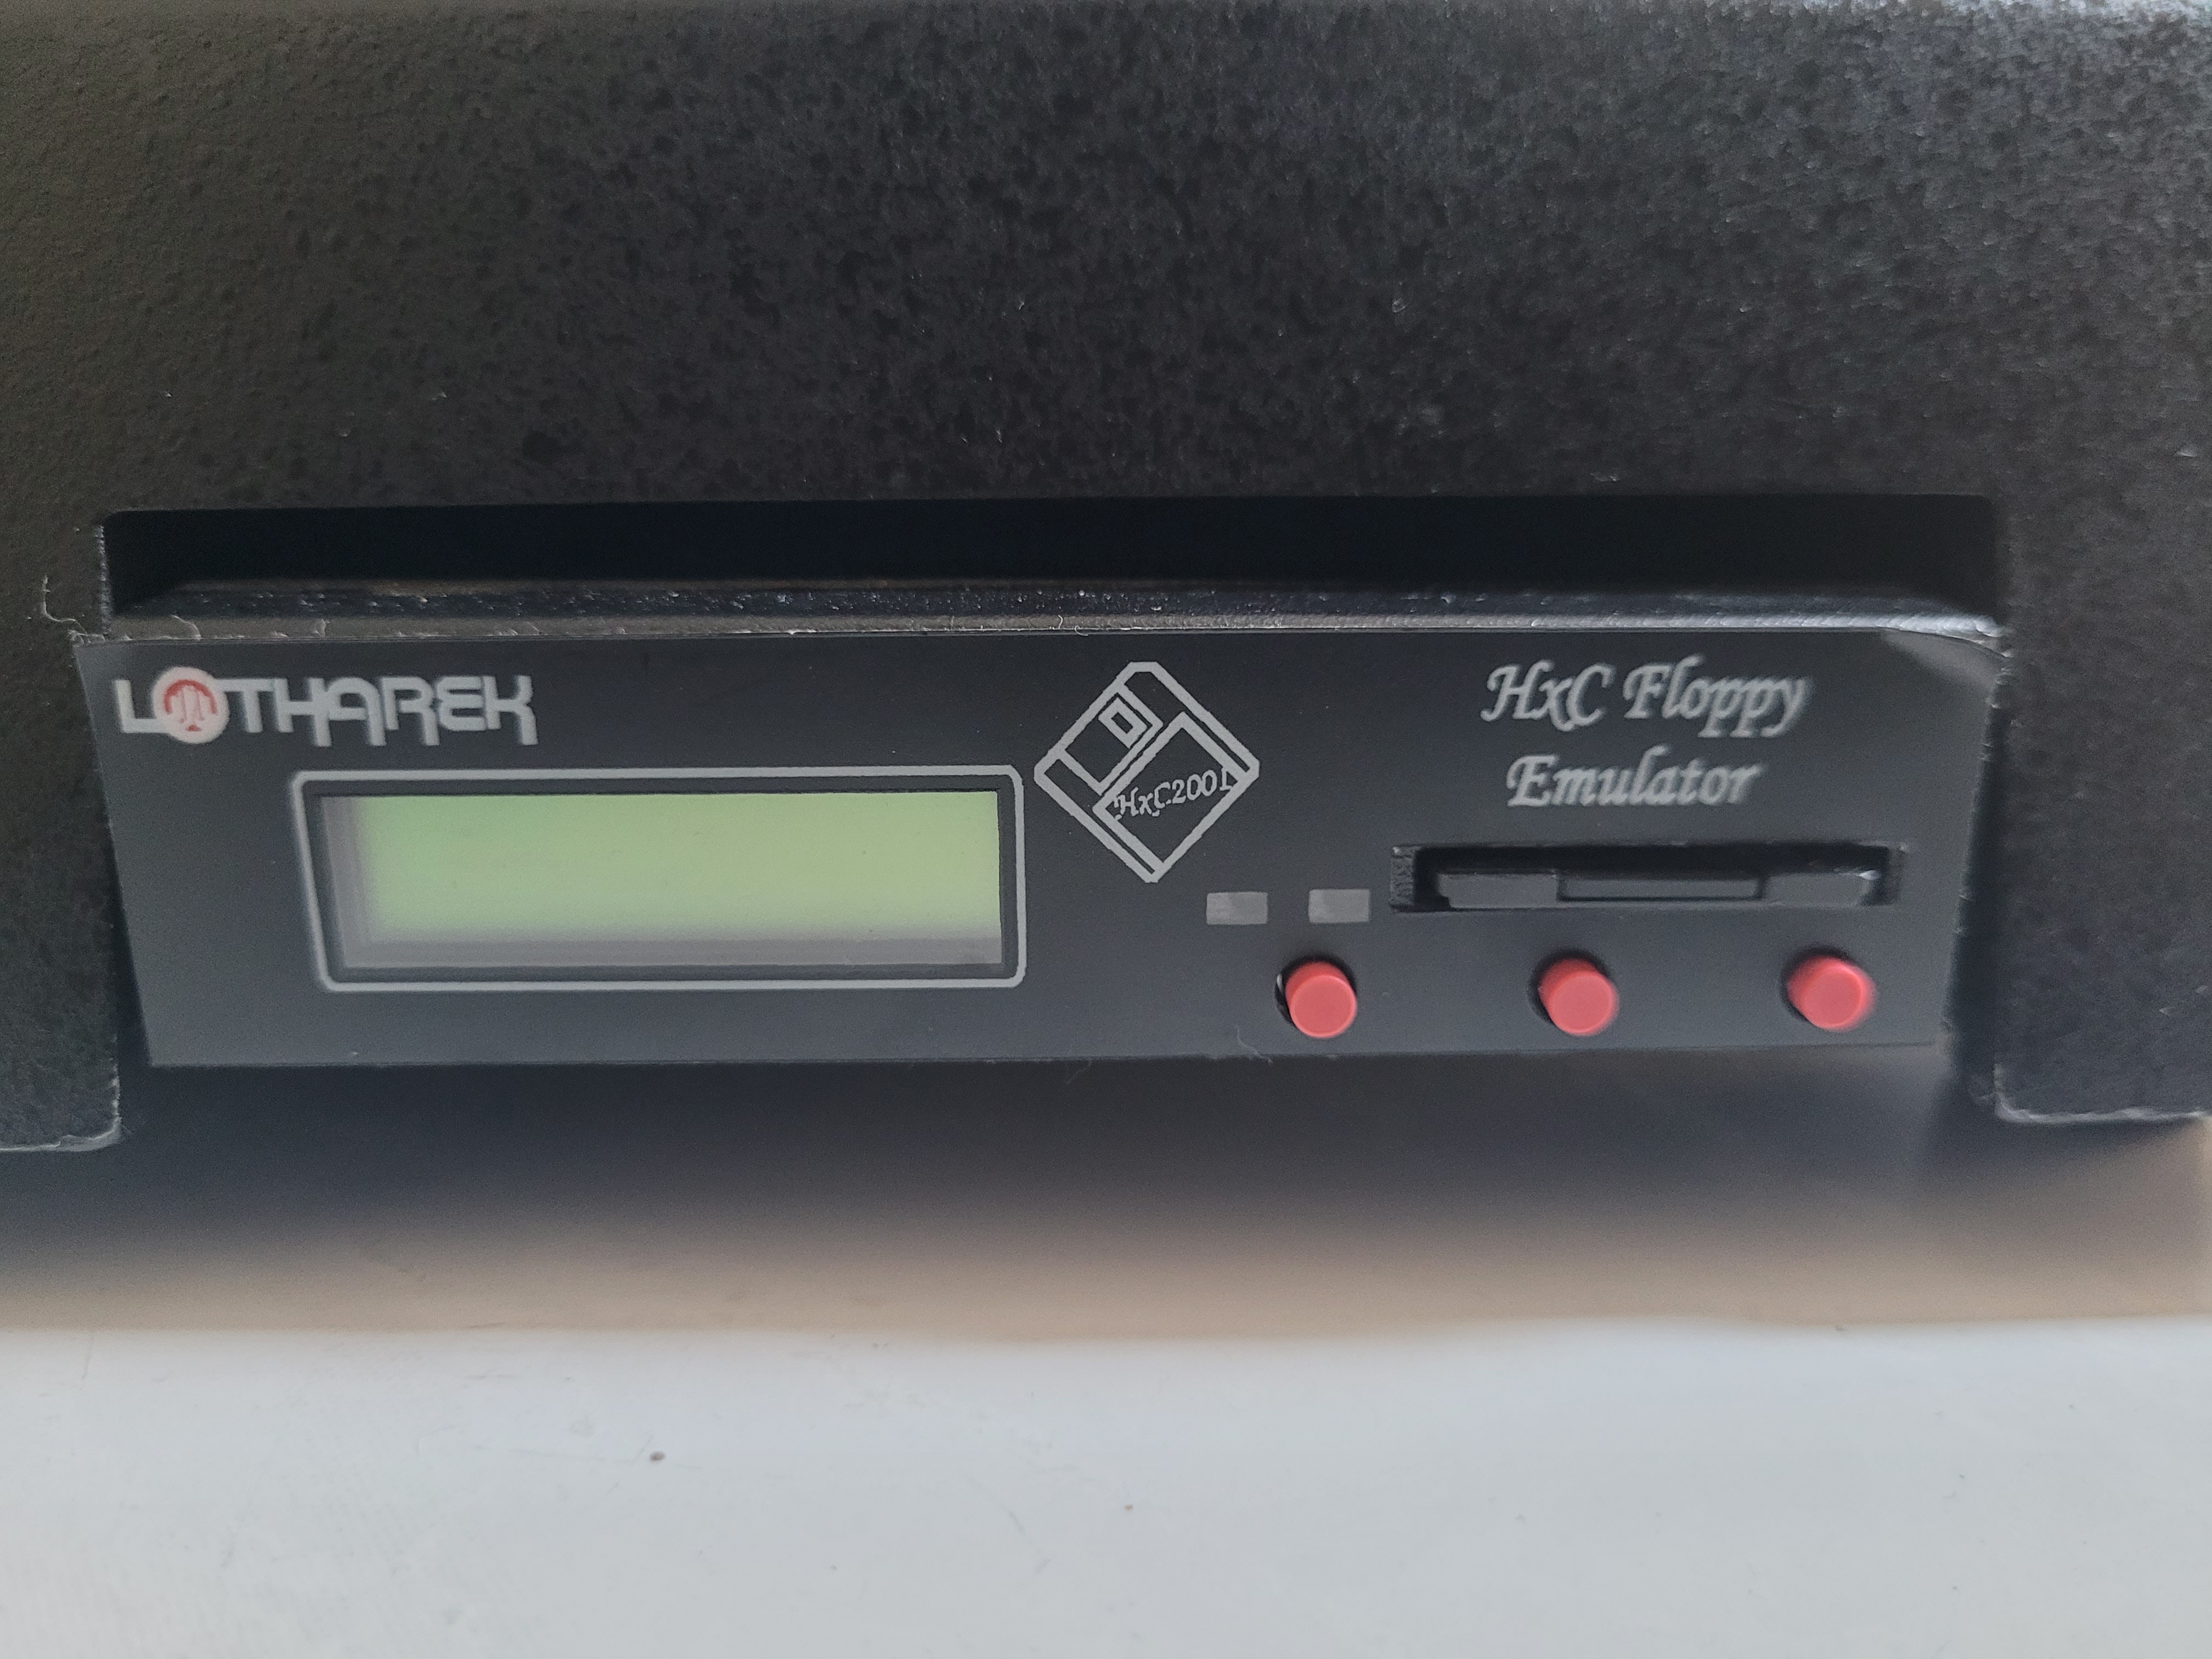 LOTHAREK
HxC2001
HxC Floppy
Emulator